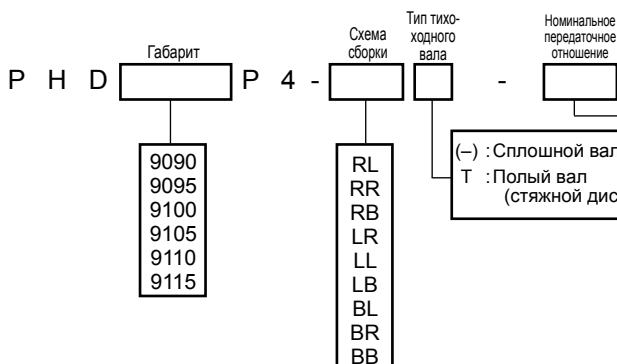 Габарит
Схема
сборки
Тип тихо-
ходного
вала
Номинальное
передаточное
отношение
P H D P 4 - -
9090
9095
9100
9105
9110
9115
RL
RR
RB
LR
LL
LB
BL
BR
BB
(–) : Сплошной вал
T : Полый вал
(стяжной дис